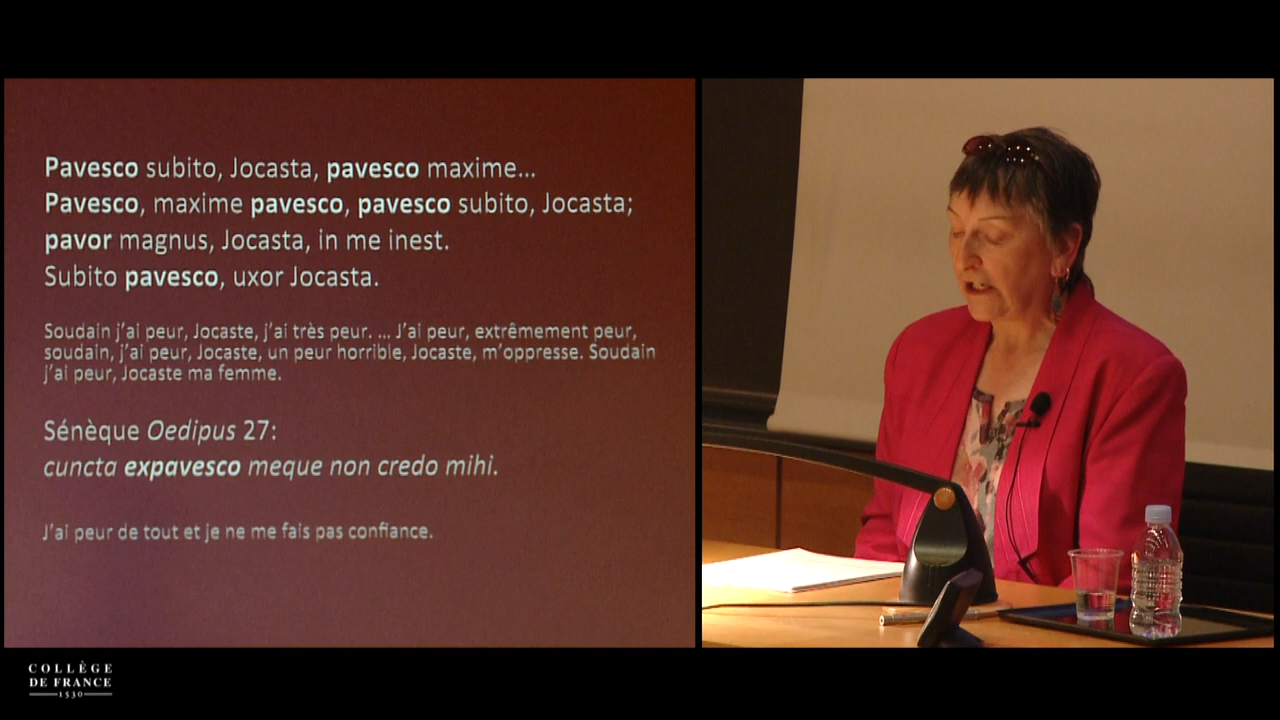 Pavesco subito, Jocasta, pavesco maxime...
Pavesco, maxime pavesco, pavesco subito, Jocasta;
pavor magnus, Jocasta, in me inest.
Subito pavesco, uxor Jocasta.
Soudain j'ai peur, Jocaste, j'ai très peur. ... J'ai peur, extrêmement peur,
soudain, j'ai peur, Jocaste, un peur horrible, Jocaste, m'oppresse. Soudain
j'ai peur, Jocaste ma femme.
Sénèque Oedipus 27:
cuncta expavesco meque non credo mihi.
J'ai peur de tout et je ne me fais pas confiance.
COLLÈGE
DE FRANCE
1530